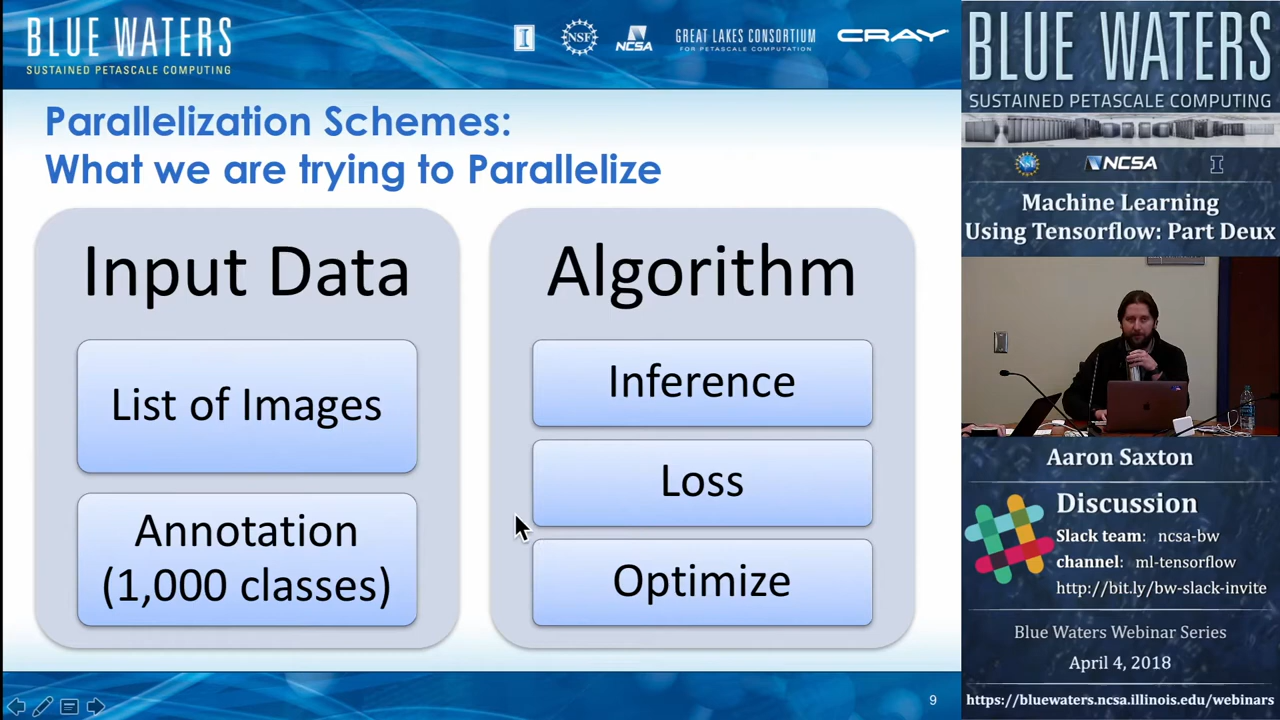 BLUE WATERS
SUSTAINED PETASCALE COMPUTING
I
NSF
NCSA
GREAT LAKES CONSORTIUM
FOR PETASCALE COMPUTATION
CRAY
Parallelization Schemes:
What we are trying to Parallelize
Input Data
List of Images
Annotation
(1,000 classes)
Algorithm
Inference
Loss
Optimize
9
BLUE WATERS
SUSTAINED PETASCALE COMPUTING
NCSA
I
Machine Learning
Using Tensorflow: Part Deux
Aaron Saxton
Discussion
Slack team: ncsa-bw
channel: ml-tensorflow
http://bit.ly/bw-slack-invite
Blue Waters Webinar Series
April 4, 2018
https://bluewaters.ncsa.illinois.edu/webinars